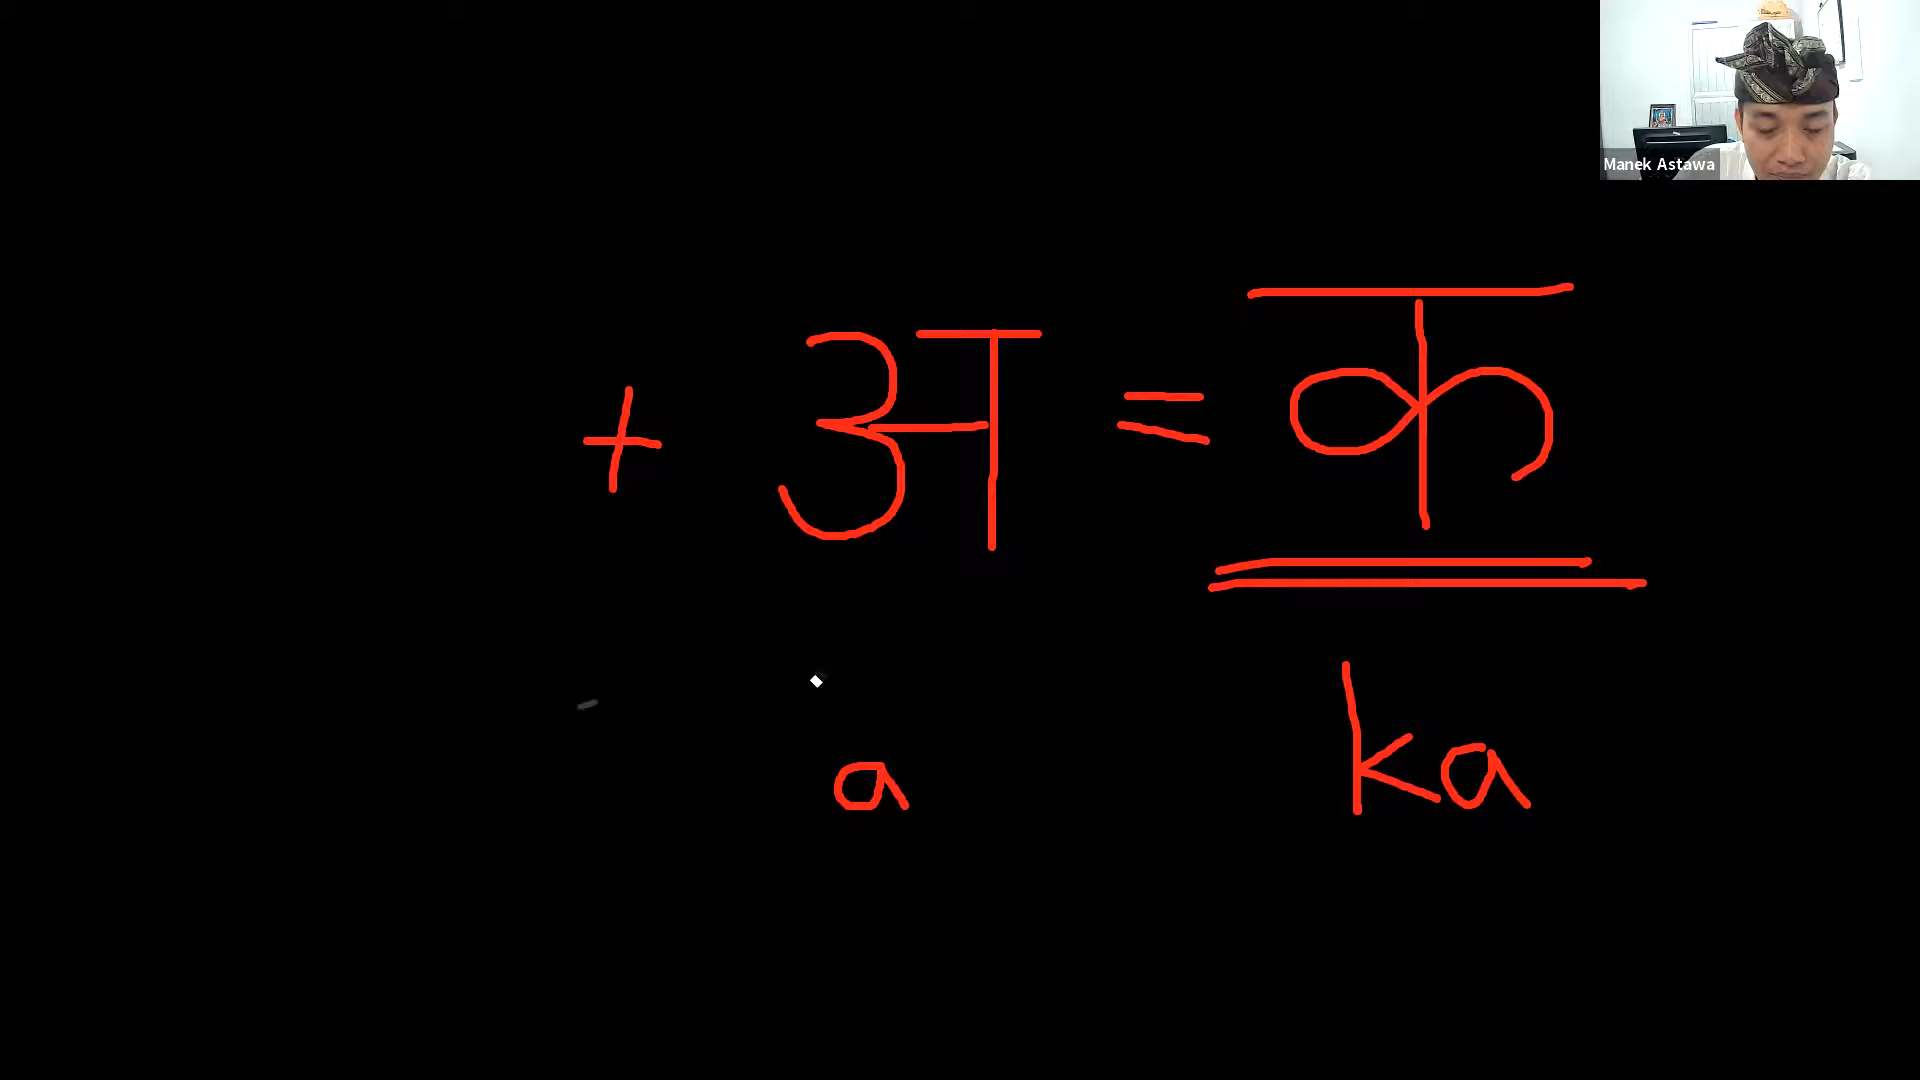 Manek Astawa
+ अ = क
a ka